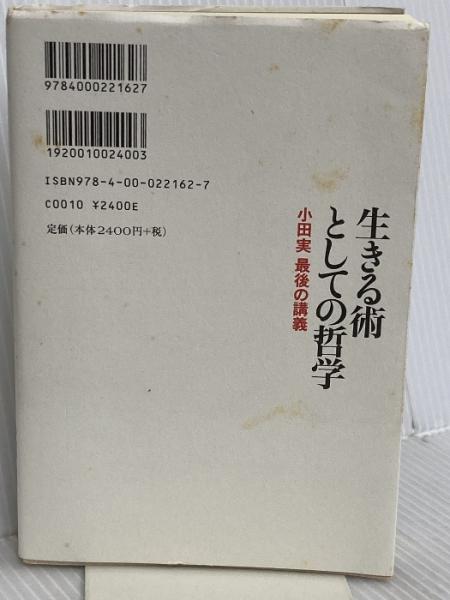 9784000221627
1920010024003
ISBN978-4-00-022162-7
C0010 ¥2400E
定価(本体2400円+税)
生きる術
としての哲学
小田実 最後の講義